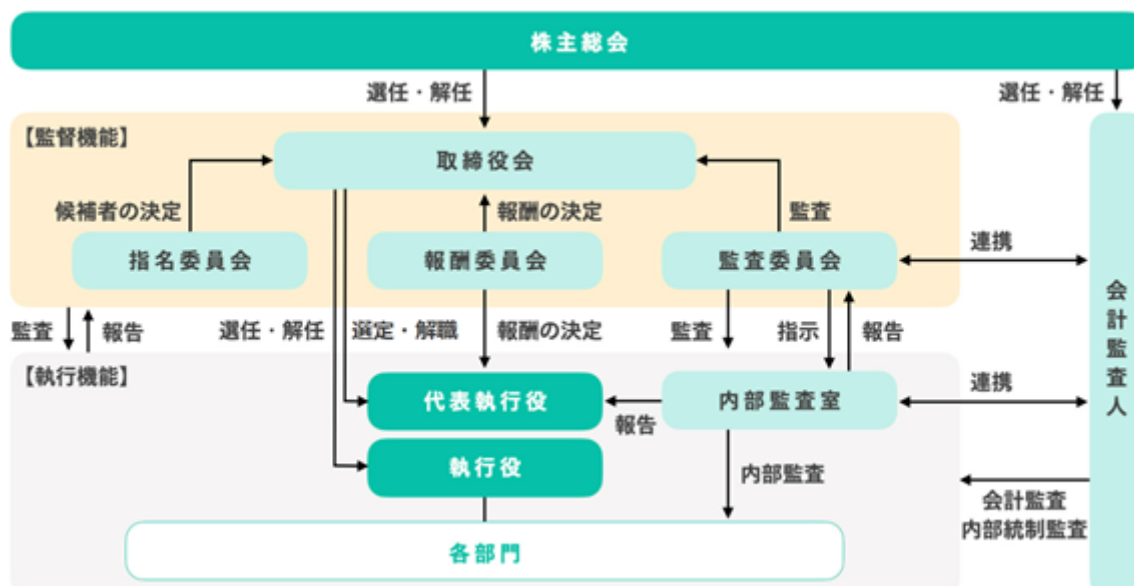 株主総会
選任・解任
選任・解任
【監督機能】
取締役会
候補者の決定
報酬の決定
監査
指名委員会
報酬委員会
監査委員会
連携
会計監査人
監査
報告
選任・解任
選定・解職
報酬の決定
監査
指示
報告
【執行機能】
代表執行役
報告
内部監査室
連携
執行役
内部監査
会計監査
内部統制監査
各部門